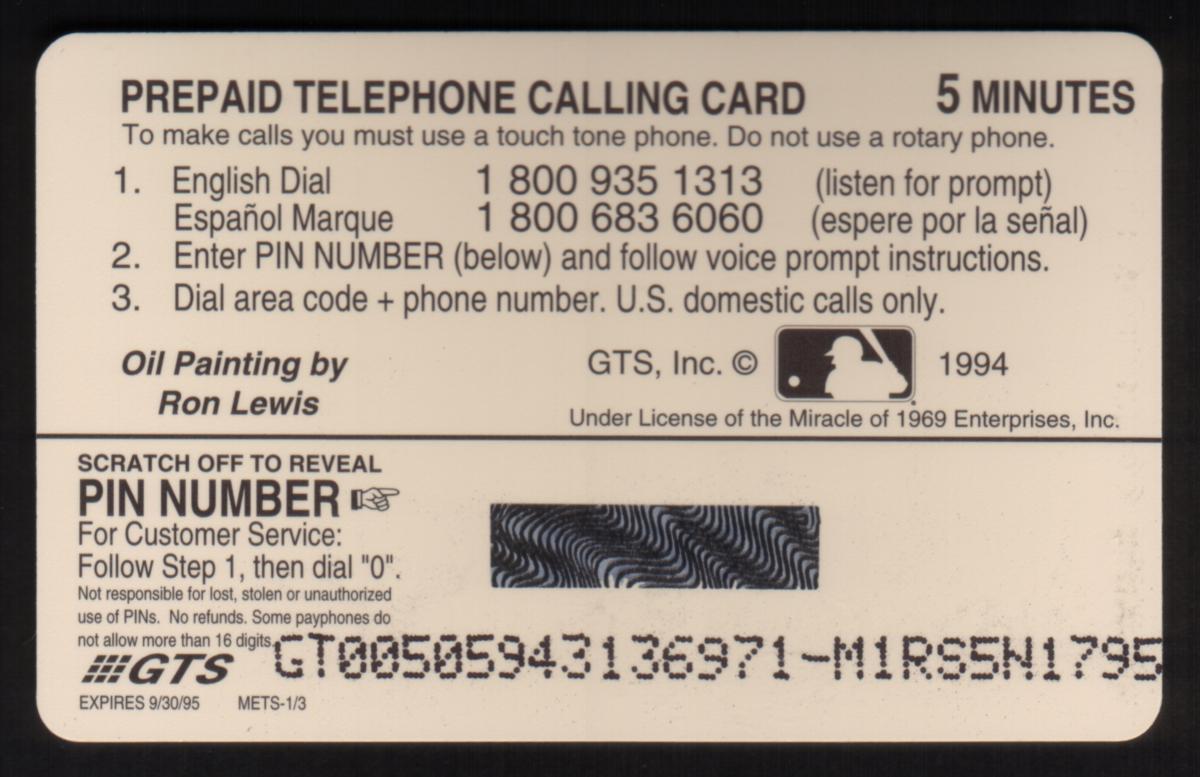 PREPAID TELEPHONE CALLING CARD 5 MINUTES
To make calls you must use a touch tone phone. Do not use a rotary phone.
1. English Dial 1 800 935 1313 (listen for prompt)
Español Marque 1 800 683 6060 (espere por la señal)
2. Enter PIN NUMBER (below) and follow voice prompt instructions.
3. Dial area code + phone number. U.S. domestic calls only.
Oil Painting by
Ron Lewis
GTS, Inc. © 1994
Under License of the Miracle of 1969 Enterprises, Inc.
SCRATCH OFF TO REVEAL
PIN NUMBER
For Customer Service:
Follow Step 1, then dial "0".
Not responsible for lost, stolen or unauthorized
use of PINs. No refunds. Some payphones do
not allow more than 16 digits.
GT00505943136971-M1RS5N1795
GTS
EXPIRES 9/30/95 METS-1/3